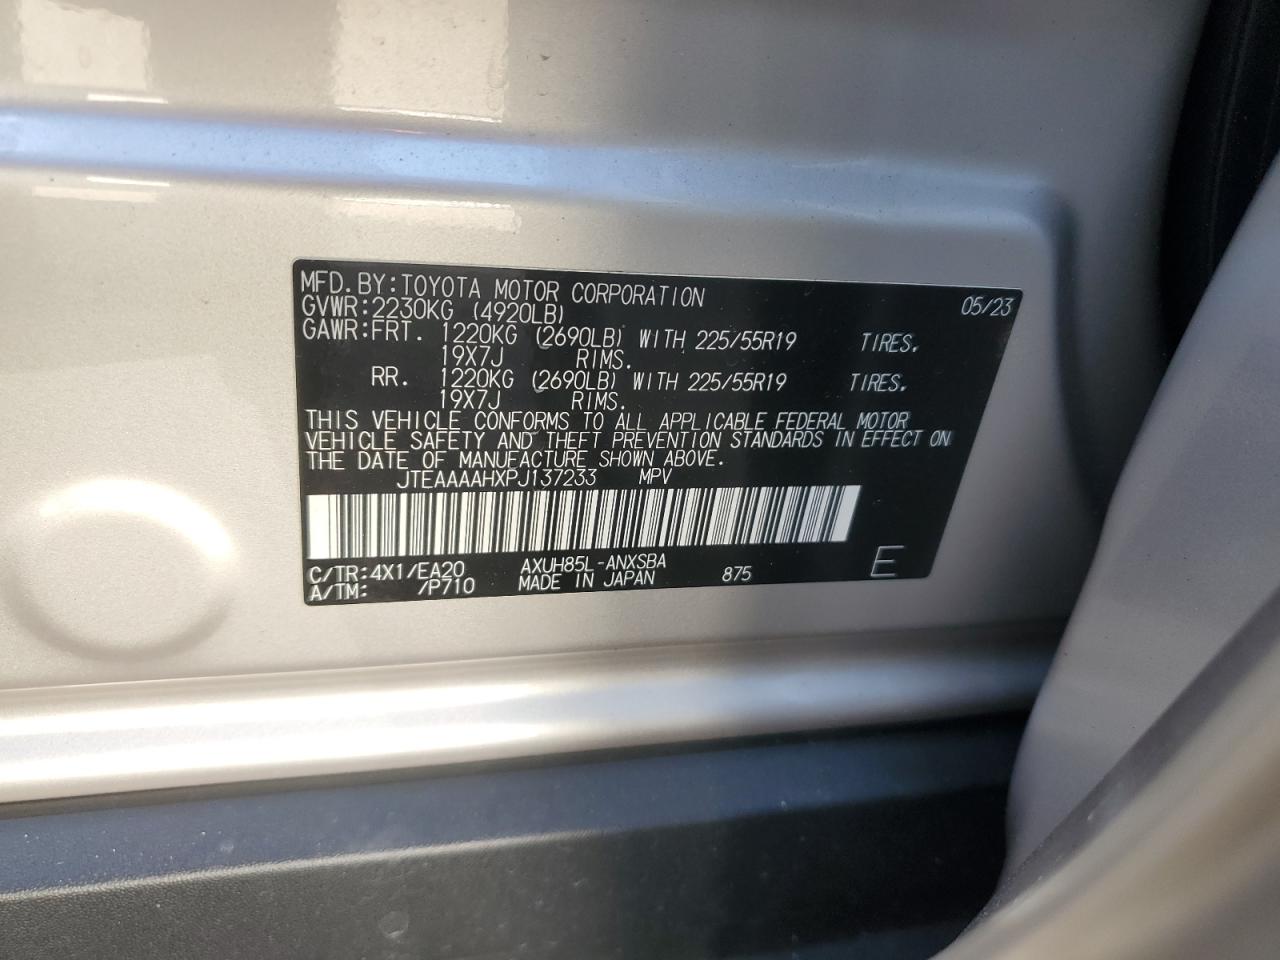 MFD.BY:TOYOTA MOTOR CORPORATION 05/23
GVWR:2230KG (4920LB)
GAWR:FRT. 1220KG (2690LB) WITH 225/55R19 TIRES.
19X7J RIMS.
RR. 1220KG (2690LB) WITH 225/55R19 TIRES.
19X7J RIMS.
THIS VEHICLE CONFORMS TO ALL APPLICABLE FEDERAL MOTOR
VEHICLE SAFETY AND THEFT PREVENTION STANDARDS IN EFFECT ON
THE DATE OF MANUFACTURE SHOWN ABOVE.
JTEAAAAHXPJ137233 MPV
C/TR:4X1/EA20 AXUH85L-ANXSBA
A/TM: /P710 MADE IN JAPAN 875 E